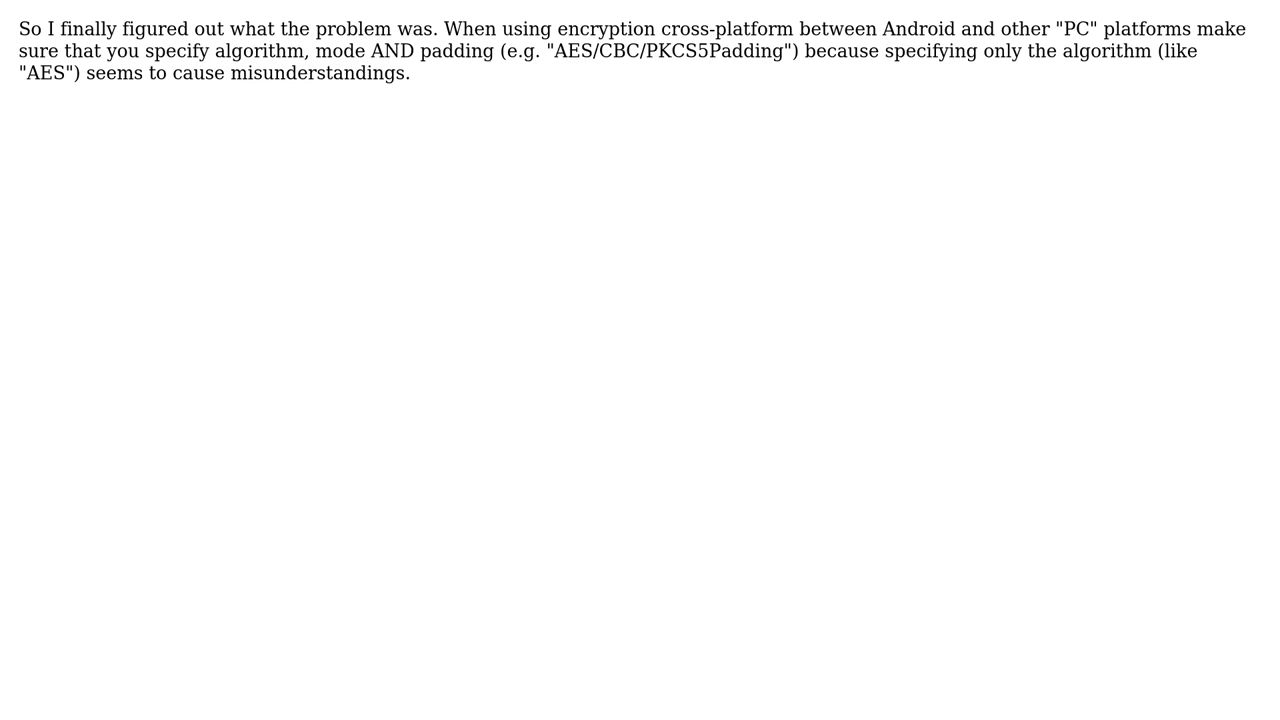 So I finally figured out what the problem was. When using encryption cross-platform between Android and other "PC" platforms make
sure that you specify algorithm, mode AND padding (e.g. "AES/CBC/PKCS5Padding") because specifying only the algorithm (like
"AES") seems to cause misunderstandings.